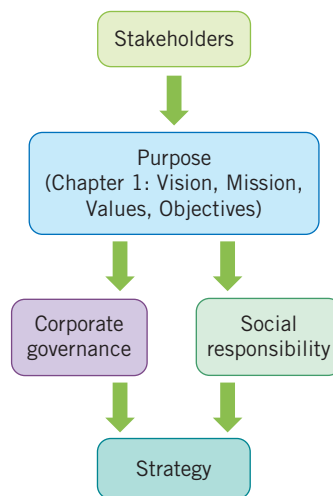 Stakeholders
Purpose
(Chapter 1: Vision, Mission,
Values, Objectives)
Corporate
governance
Social
responsibility
Strategy